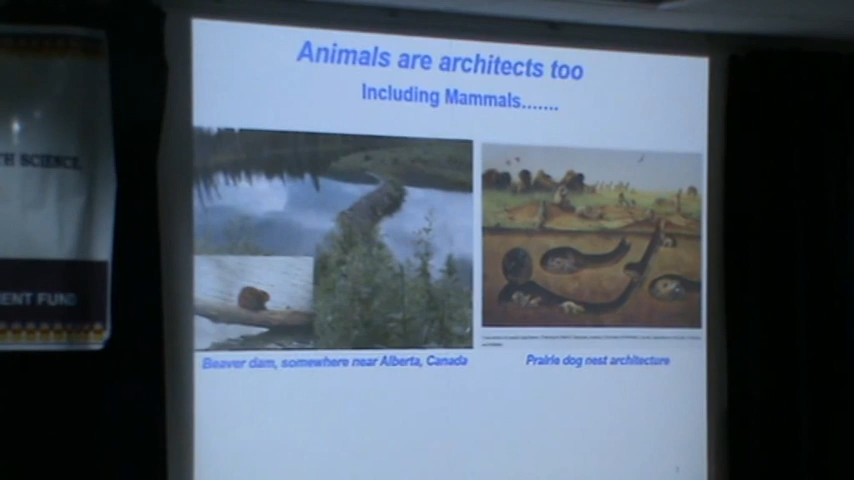 Animals are architects too
Including Mammals.......
TH SCIENCE
ENT FUND
Beaver dam, somewhere near Alberta, Canada
Prairie dog nest architecture